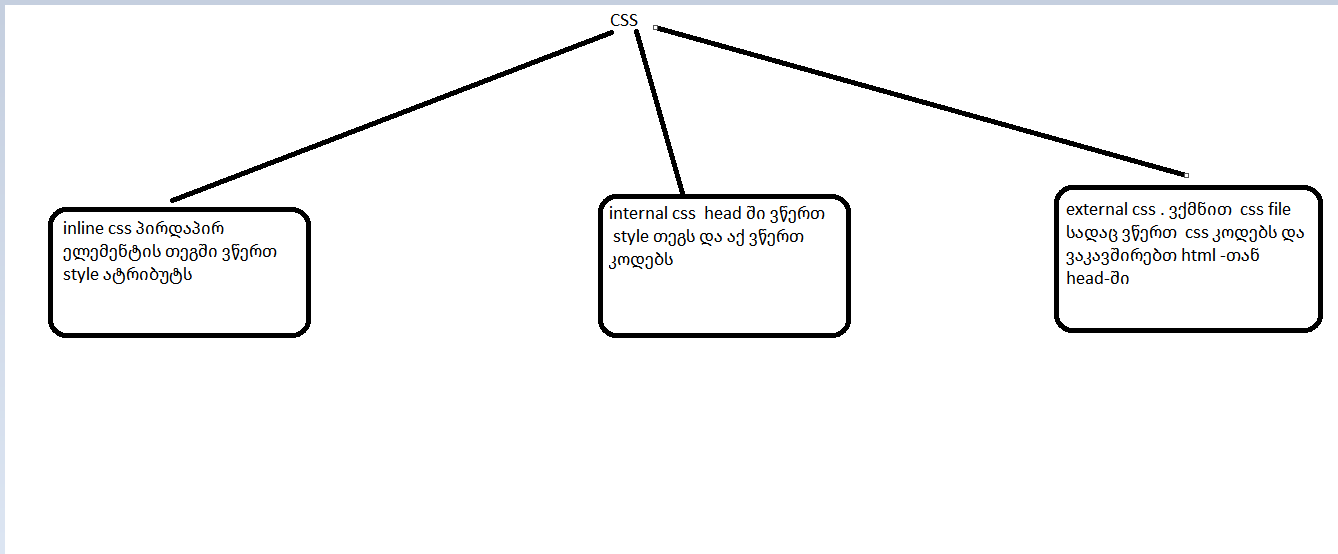 CSS
inline css პირდაპირ
ელემენტის თეგში ვწერთ
style ატრიბუტს
internal css head ში ვწერთ
style თეგს და აქ ვწერთ
კოდებს
external css . ვქმნით css file
სადაც ვწერთ css კოდებს და
ვაკავშირებთ html -თან
head-ში